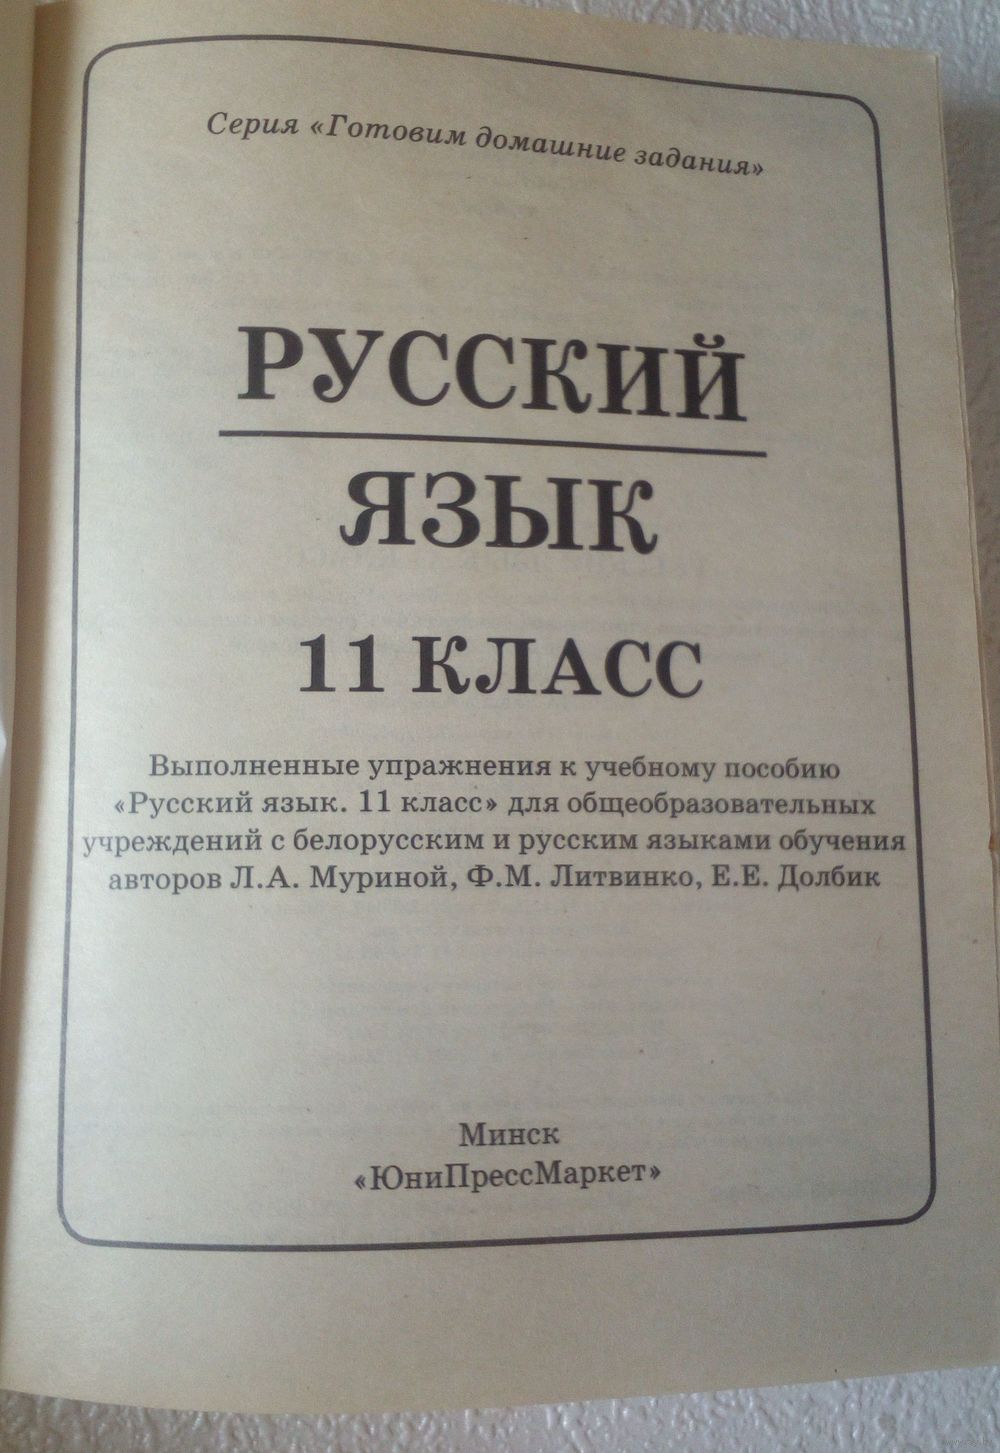 Серия «Готовим домашние задания»
РУССКИЙ
ЯЗЫК
11 КЛАСС
Выполненные упражнения к учебному пособию
«Русский язык. 11 класс» для общеобразовательных
учреждений с белорусским и русским языками обучения
авторов Л.А. Муриной, Ф.М. Литвинко, Е.Е. Долбик
Минск
«ЮниПрессМаркет»